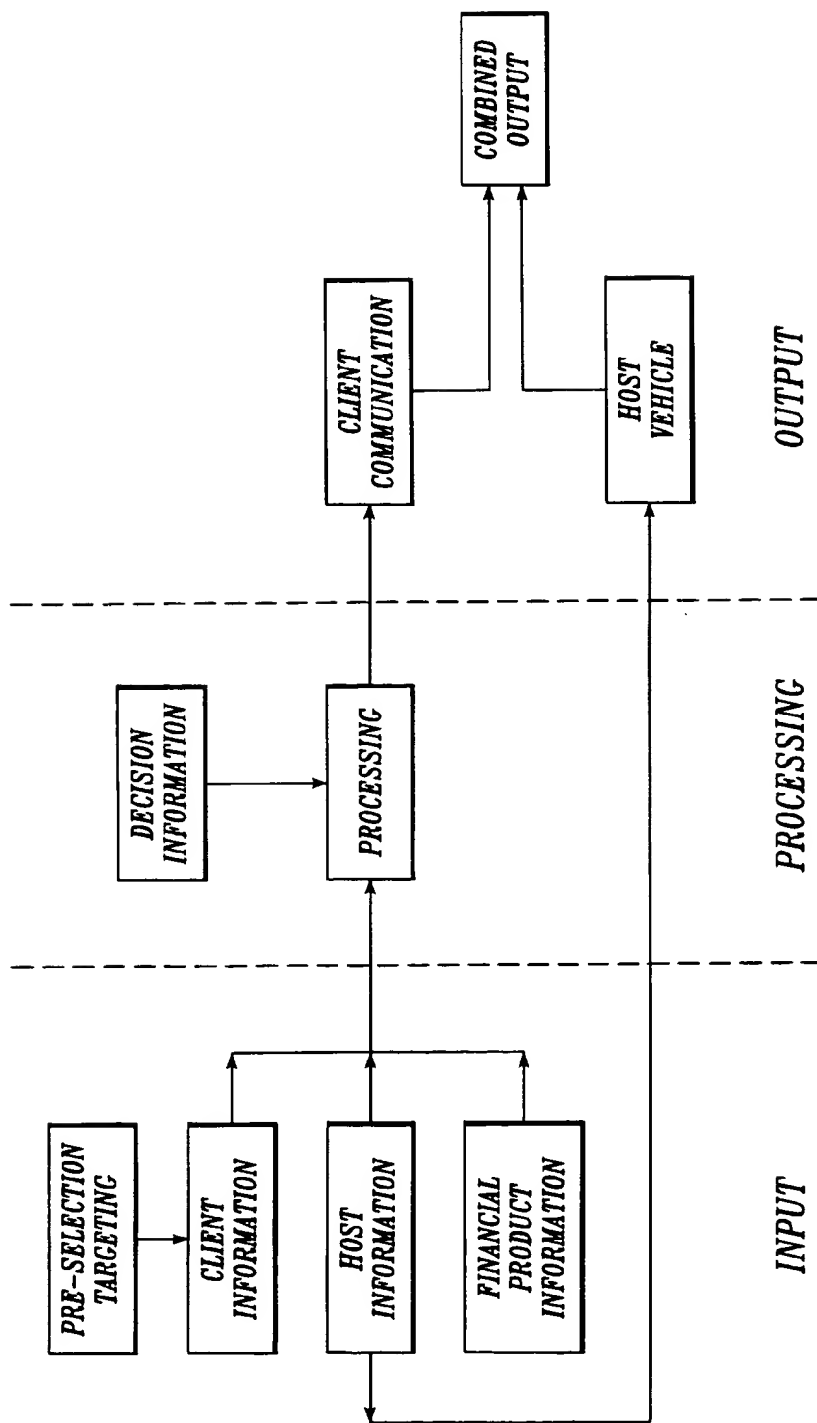 PRE-SELECTION
TARGETING
CLIENT
INFORMATION
HOST
INFORMATION
FINANCIAL
PRODUCT
INFORMATION
INPUT
DECISION
INFORMATION
PROCESSING
PROCESSING
CLIENT
COMMUNICATION
HOST
VEHICLE
COMBINED
OUTPUT
OUTPUT